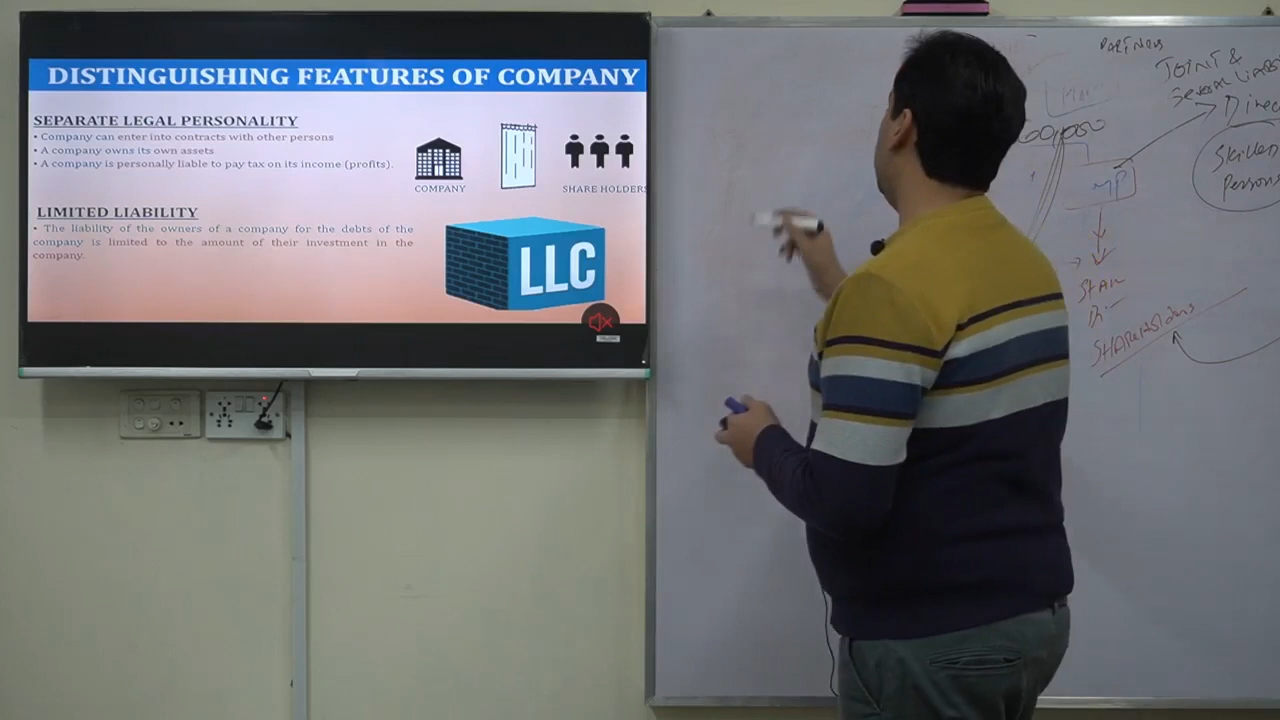 DISTINGUISHING FEATURES OF COMPANY
SEPARATE LEGAL PERSONALITY
• Company can enter into contracts with other persons
• A company owns its own assets
• A company is personally liable to pay tax on its income (profits).
COMPANY
SHARE HOLDERS
LIMITED LIABILITY
• The liability of the owners of a company for the debts of the
company is limited to the amount of their investment in the
company.
LLC
PARTNERS
JOINT &
Several
Skilled
Persons
SHAREHOLDERS